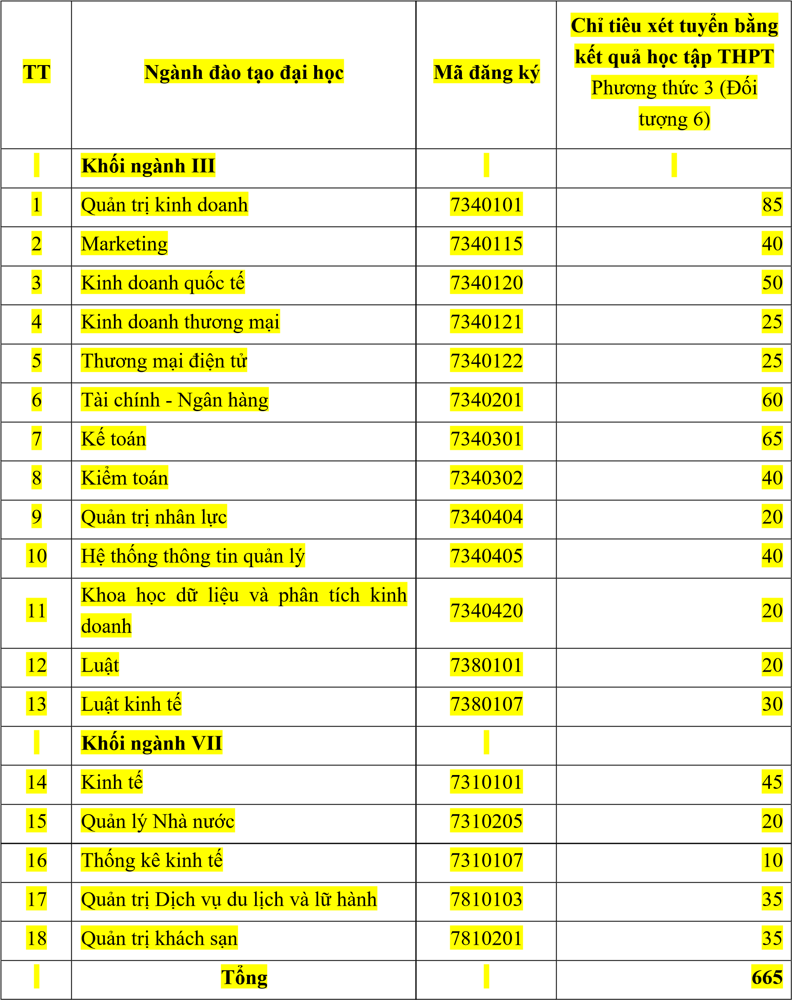 TT Ngành đào tạo đại học Mã đăng ký Chỉ tiêu xét tuyển bằng
kết quả học tập THPT
Phương thức 3 (Đối
tượng 6)
Khối ngành III
1 Quản trị kinh doanh 7340101 85
2 Marketing 7340115 40
3 Kinh doanh quốc tế 7340120 50
4 Kinh doanh thương mại 7340121 25
5 Thương mại điện tử 7340122 25
6 Tài chính - Ngân hàng 7340201 60
7 Kế toán 7340301 65
8 Kiểm toán 7340302 40
9 Quản trị nhân lực 7340404 20
10 Hệ thống thông tin quản lý 7340405 40
11 Khoa học dữ liệu và phân tích kinh
doanh 7340420 20
12 Luật 7380101 20
13 Luật kinh tế 7380107 30
Khối ngành VII
14 Kinh tế 7310101 45
15 Quản lý Nhà nước 7310205 20
16 Thống kê kinh tế 7310107 10
17 Quản trị Dịch vụ du lịch và lữ hành 7810103 35
18 Quản trị khách sạn 7810201 35
Tổng 665